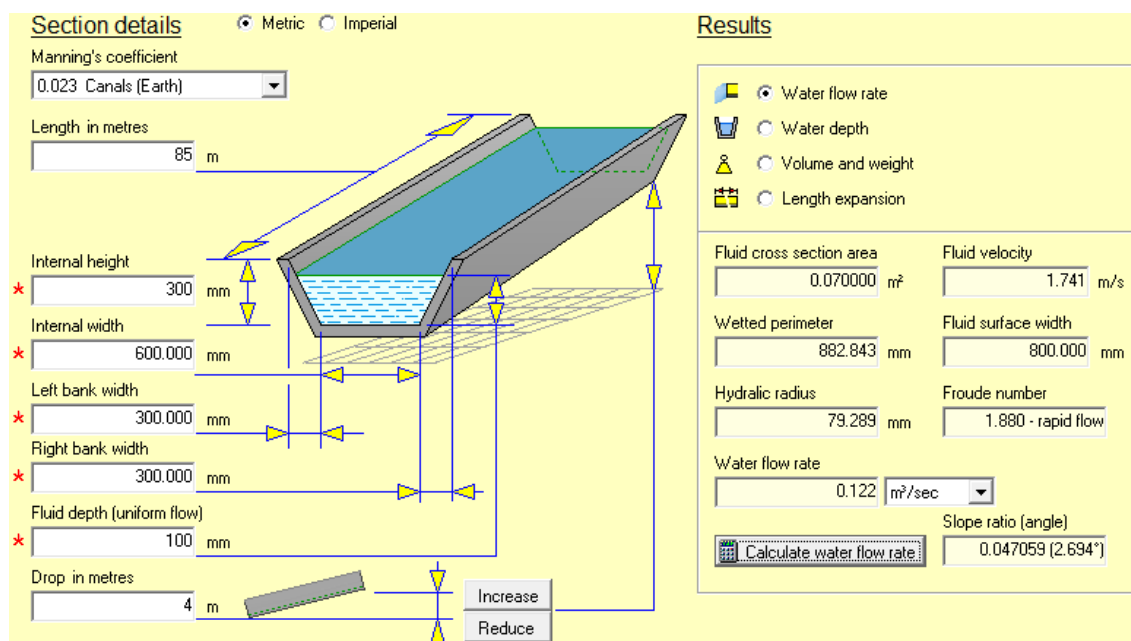 Section details
Metric
Imperial
Manning's coefficient
0.023 Canals (Earth)
Length in metres
85 m
Internal height
* 300 mm
Internal width
* 600.000 mm
Left bank width
* 300.000 mm
Right bank width
* 300.000 mm
Fluid depth (uniform flow)
* 100 mm
Drop in metres
4 m
Increase
Reduce
Results
Water flow rate
Water depth
Volume and weight
Length expansion
Fluid cross section area
0.070000 m²
Fluid velocity
1.741 m/s
Wetted perimeter
882.843 mm
Fluid surface width
800.000 mm
Hydralic radius
79.289 mm
Froude number
1.880 - rapid flow
Water flow rate
0.122 m³/sec
Calculate water flow rate
Slope ratio (angle)
0.047059 (2.694°)